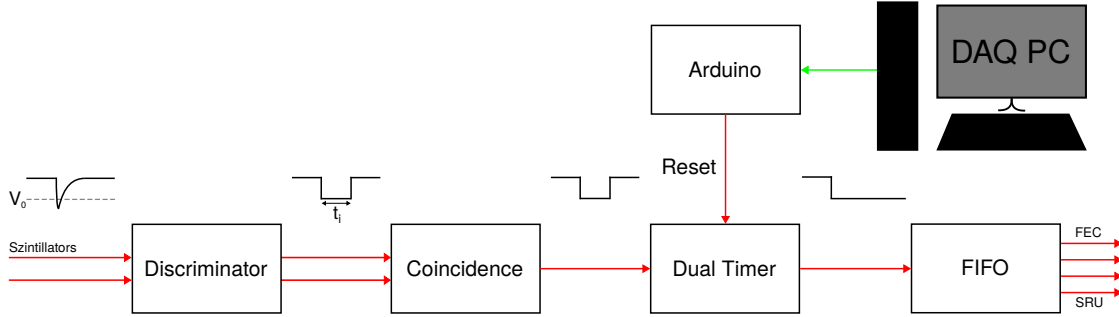 DAQ PC
Arduino
Reset
V₀
tᵢ
Szintillators
Discriminator
Coincidence
Dual Timer
FIFO
FEC
SRU